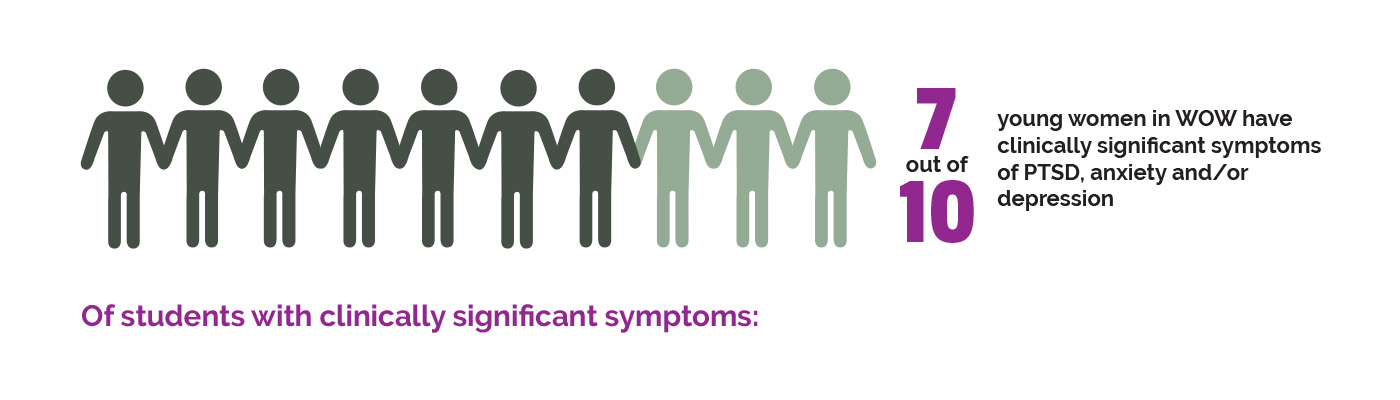 7
out of
10
young women in WOW have
clinically significant symptoms
of PTSD, anxiety and/or
depression
Of students with clinically significant symptoms: